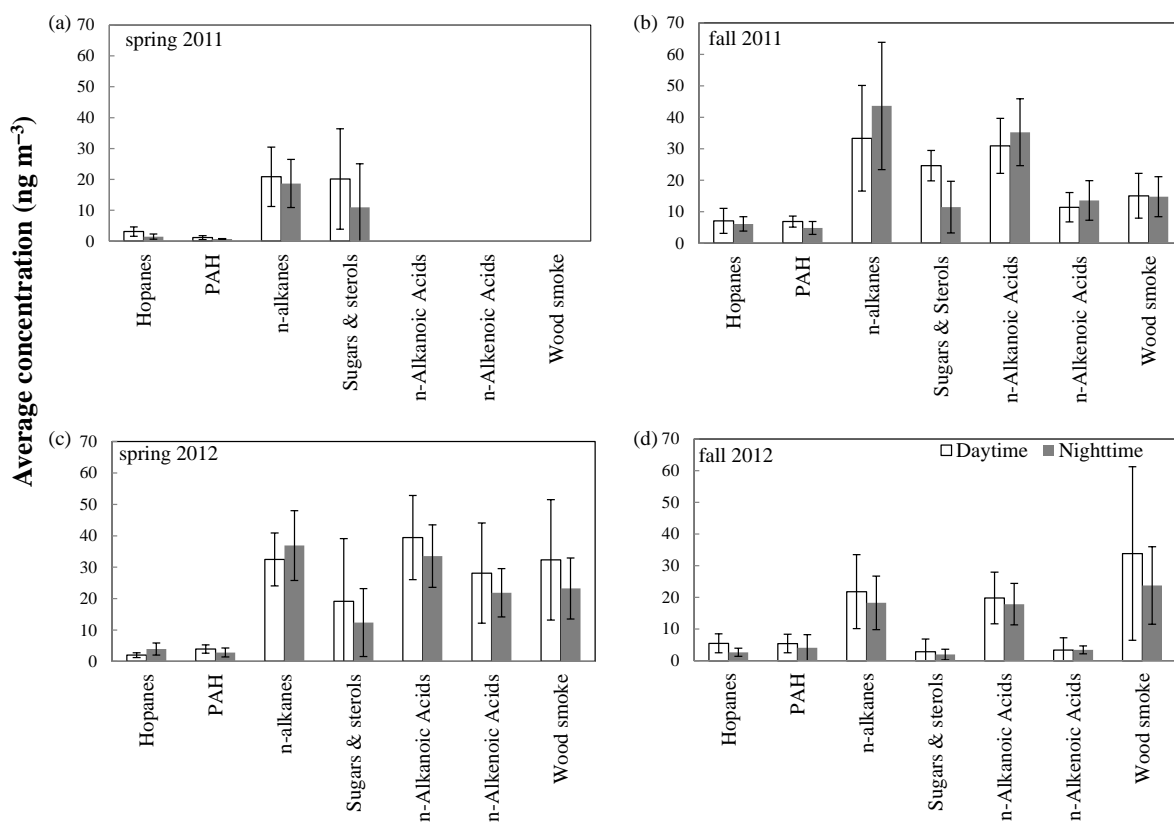 Average concentration (ng m⁻³)
(a)
spring 2011
70
60
50
40
30
20
10
0
Hopanes
PAH
n-alkanes
Sugars & sterols
n-Alkanoic Acids
n-Alkenoic Acids
Wood smoke
(b)
fall 2011
70
60
50
40
30
20
10
0
Hopanes
PAH
n-alkanes
Sugars & Sterols
n-Alkanoic Acids
n-Alkenoic Acids
Wood smoke
(c)
spring 2012
70
60
50
40
30
20
10
0
Hopanes
PAH
n-alkanes
Sugars & sterols
n-Alkanoic Acids
n-Alkenoic Acids
Wood smoke
(d)
fall 2012
Daytime Nighttime
70
60
50
40
30
20
10
0
Hopanes
PAH
n-alkanes
Sugars & sterols
n-Alkanoic Acids
n-Alkenoic Acids
Wood smoke